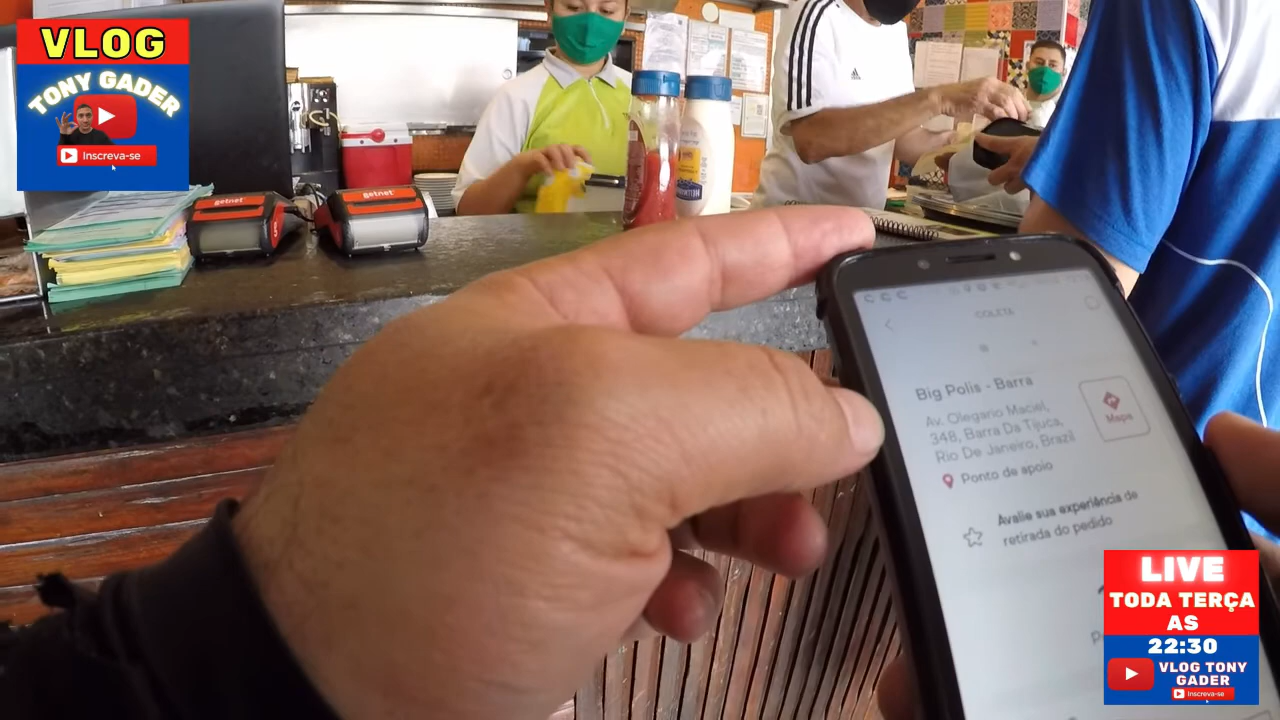 VLOG
TONY GADER
Inscreva-se
getnet
getnet
COLETA
Big Polis - Barra
Av. Olegario Maciel,
348, Barra Da Tijuca,
Rio De Janeiro, Brazil
Mapa
Ponto de apoio
Avalie sua experiência de
retirada do pedido
LIVE
TODA TERÇA
AS
22:30
VLOG TONY
GADER
Inscreva-se